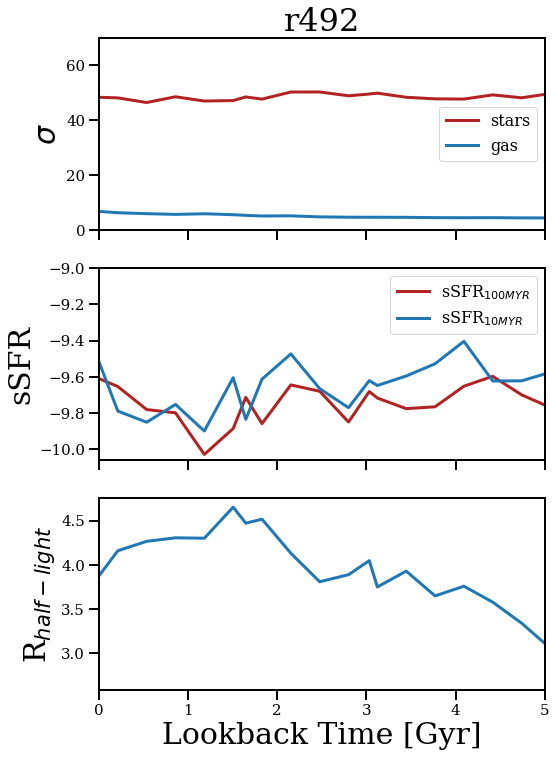 r492
60
40
20
0
σ
stars
gas
−9.0
−9.2
−9.4
−9.6
−9.8
−10.0
sSFR
sSFR100MYR
sSFR10MYR
4.5
4.0
3.5
3.0
Rhalf−light
0 1 2 3 4 5
Lookback Time [Gyr]